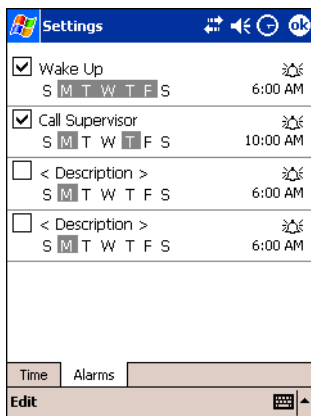 Settings ok
Wake Up
S M T W T F S 6:00 AM
Call Supervisor
S M T W T F S 10:00 AM
< Description >
S M T W T F S 6:00 AM
< Description >
S M T W T F S 6:00 AM
Time Alarms
Edit